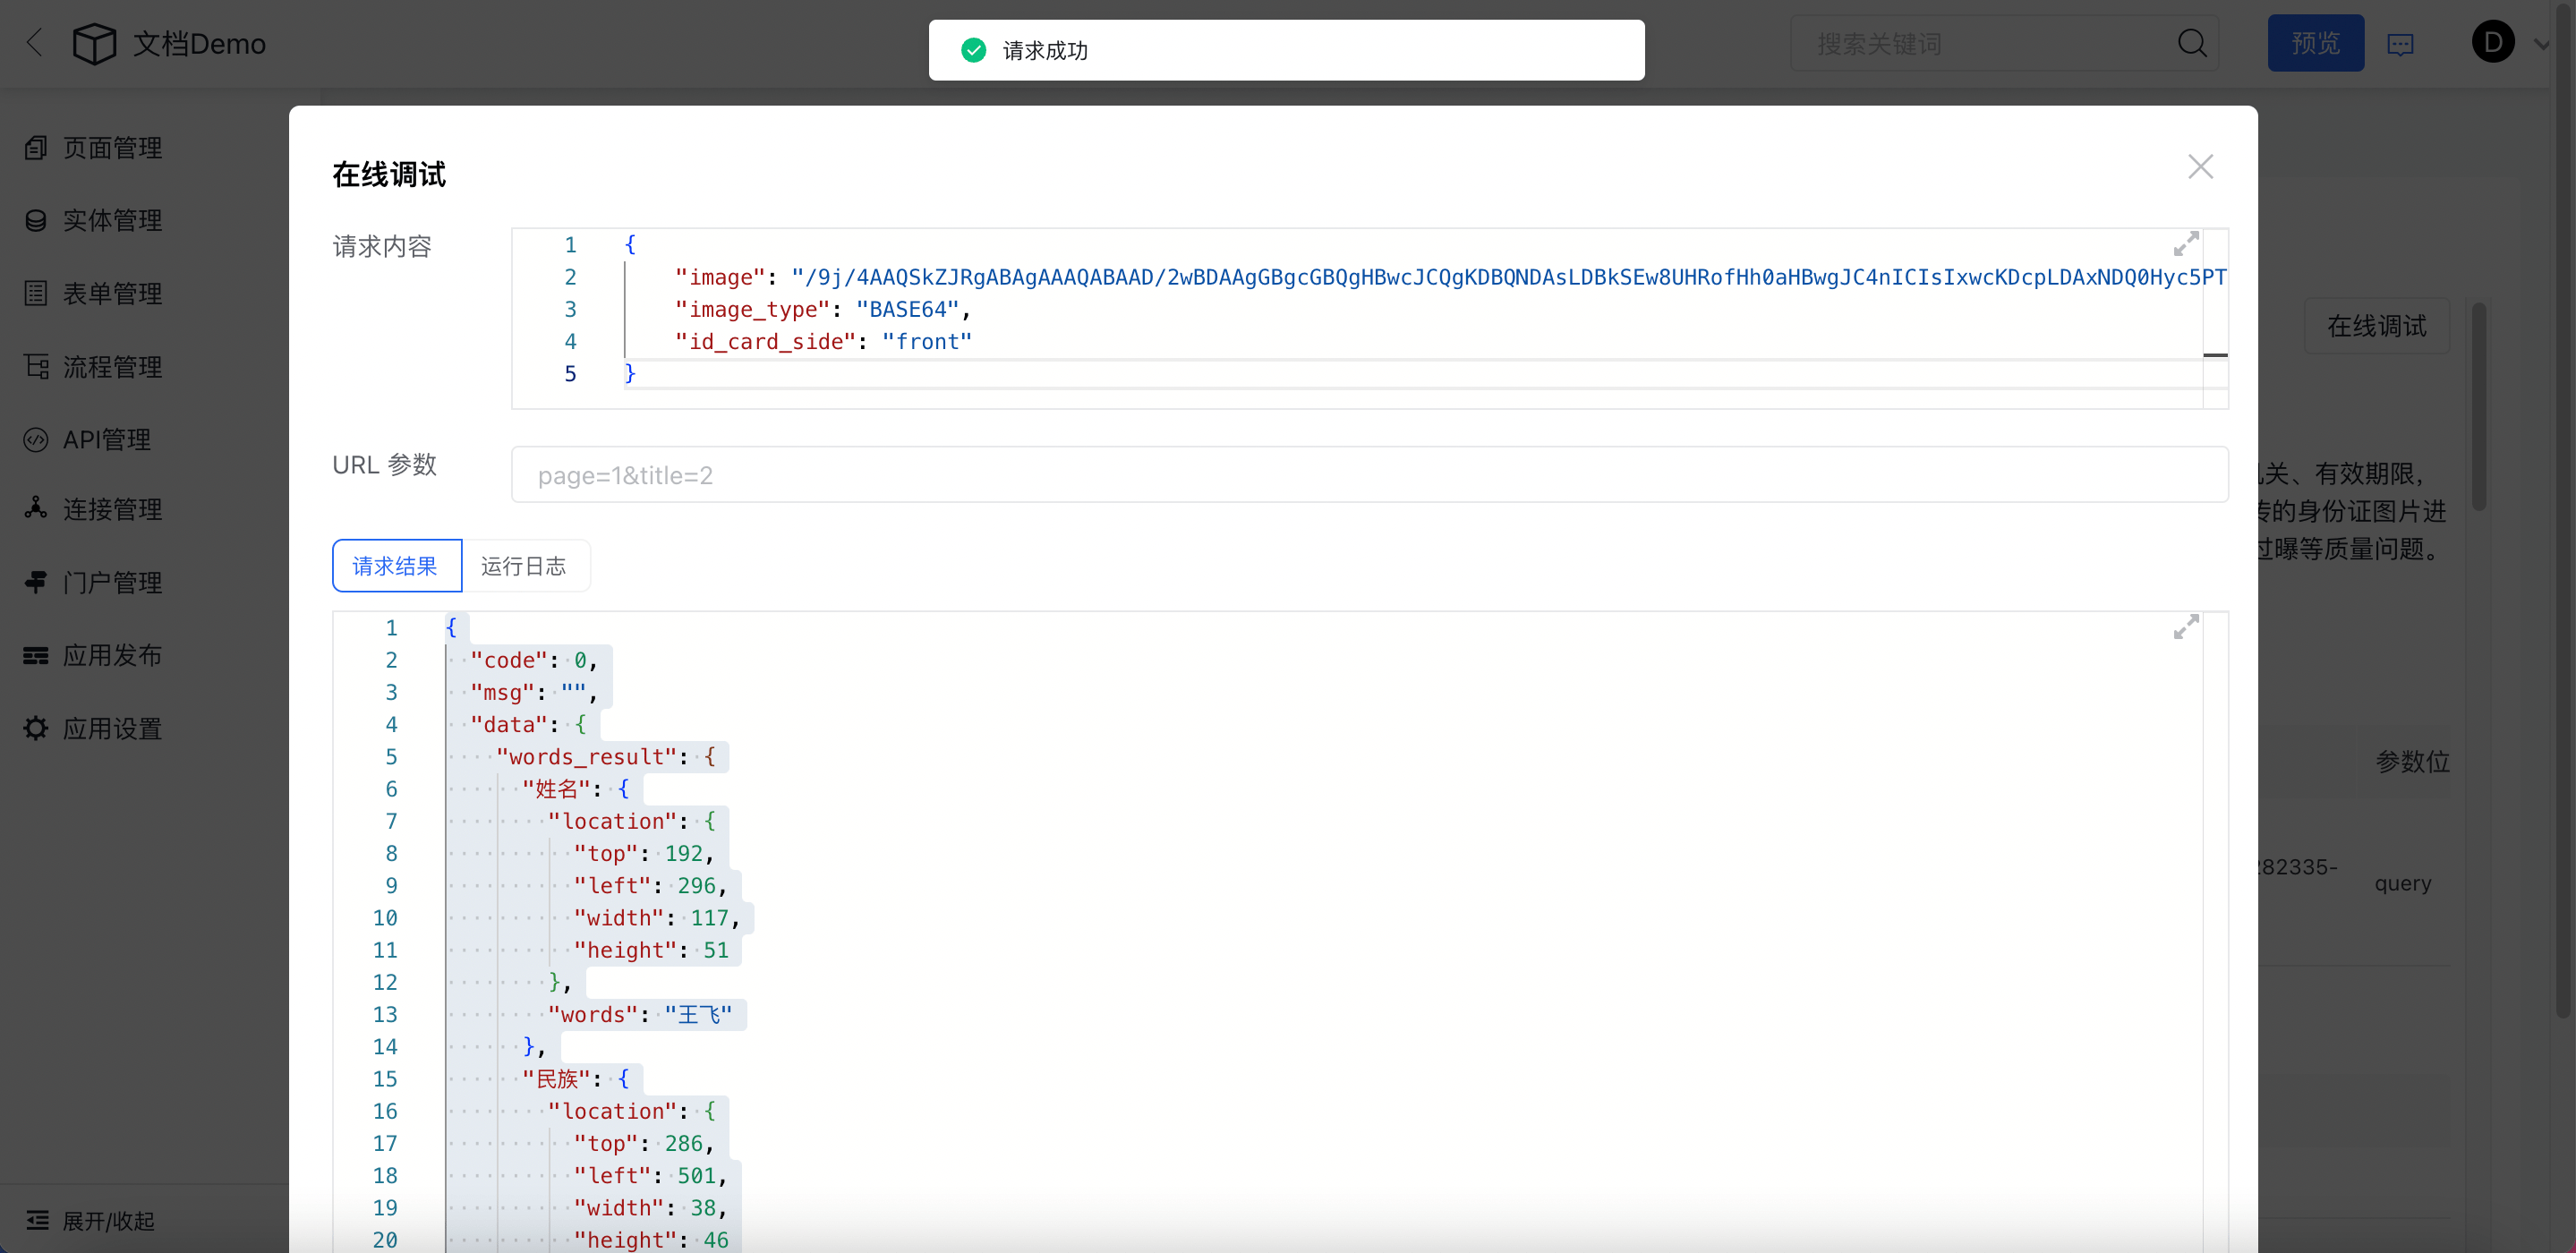 文档Demo
请求成功
搜索关键词
预览
D
页面管理
实体管理
表单管理
流程管理
API管理
连接管理
门户管理
应用发布
应用设置
展开/收起
在线调试
请求内容
1 {
2 "image": "/9j/4AAQSkZJRgABAgAAAQABAAD/2wBDAAgGBgcGBQgHBwcJCQgKDBQNDAsLDBkSEw8UHRofHh0aHBwgJC4nICIsIxwcKDcpLDAxNDQ0Hyc5PT
3 "image_type": "BASE64",
4 "id_card_side": "front"
5 }
URL 参数
page=1&title=2
请求结果 运行日志
1 {
2 "code": 0,
3 "msg": "",
4 "data": {
5 "words_result": {
6 "姓名": {
7 "location": {
8 "top": 192,
9 "left": 296,
10 "width": 117,
11 "height": 51
12 },
13 "words": "王飞"
14 },
15 "民族": {
16 "location": {
17 "top": 286,
18 "left": 501,
19 "width": 38,
20 "height": 46
在线调试
关、有效期限，
的身份证图片进
过曝等质量问题。
参数位
282335-
query